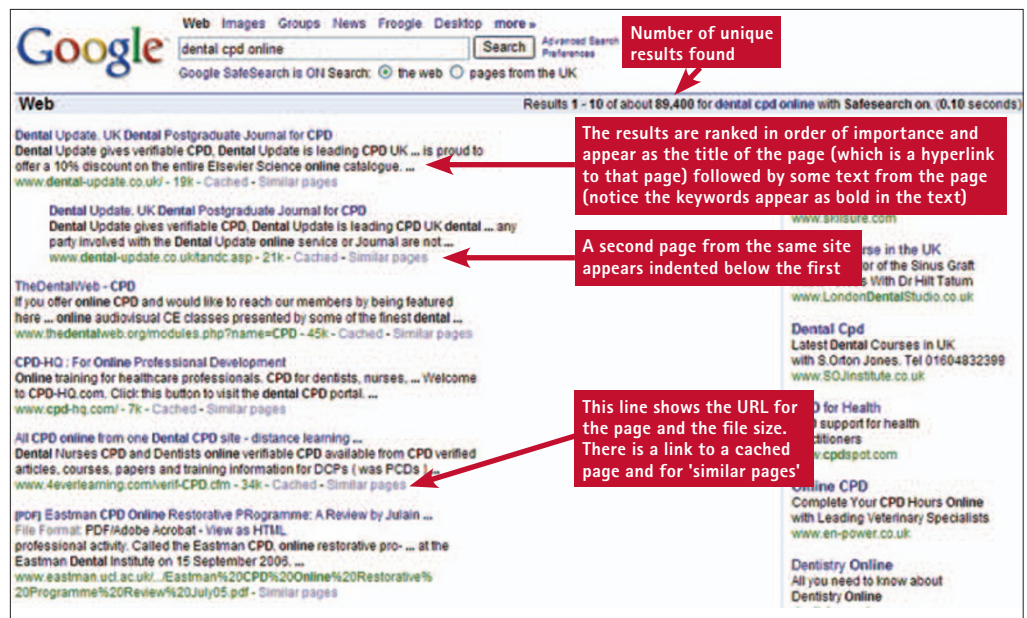 Google
Web Images Groups News Froogle Desktop more »
dental cpd online
Search
Advanced Search
Preferences
Google SafeSearch is ON Search: the web pages from the UK
Number of unique
results found
Web
Results 1 - 10 of about 89,400 for dental cpd online with Safesearch on. (0.10 seconds)
Dental Update. UK Dental Postgraduate Journal for CPD
Dental Update gives verifiable CPD, Dental Update is leading CPD UK ... is proud to
offer a 10% discount on the entire Elsevier Science online catalogue. ...
www.dental-update.co.uk/ - 19k - Cached - Similar pages
The results are ranked in order of importance and
appear as the title of the page (which is a hyperlink
to that page) followed by some text from the page
(notice the keywords appear as bold in the text)
Dental Update. UK Dental Postgraduate Journal for CPD
Dental Update gives verifiable CPD, Dental Update is leading CPD UK dental ... any
party involved with the Dental Update online service or Journal are not ...
www.dental-update.co.uk/tandc.asp - 21k - Cached - Similar pages
A second page from the same site
appears indented below the first
TheDentalWeb - CPD
If you offer online CPD and would like to reach our members by being featured
here ... online audiovisual CE classes presented by some of the finest dental ...
www.thedentalweb.org/modules.php?name=CPD - 45k - Cached - Similar pages
CPD-HQ : For Online Professional Development
Online training for healthcare professionals. CPD for dentists, nurses, ... Welcome
to CPD-HQ.com. Click this button to visit the dental CPD portal. ...
www.cpd-hq.com/ - 7k - Cached - Similar pages
All CPD online from one Dental CPD site - distance learning ...
Dental Nurses CPD and Dentists online verifiable CPD available from CPD verified
articles, courses, papers and training information for DCPs ( was PCDs ) ...
www.4everlearning.com/verif-CPD.cfm - 34k - Cached - Similar pages
This line shows the URL for
the page and the file size.
There is a link to a cached
page and for 'similar pages'
[PDF] Eastman CPD Online Restorative PRogramme: A Review by Julain ...
File Format: PDF/Adobe Acrobat - View as HTML
professional activity. Called the Eastman CPD, online restorative pro- ... at the
Eastman Dental Institute on 15 September 2005. ...
www.eastman.ucl.ac.uk/.../Eastman%20CPD%20Online%20Restorative%
20Programme%20Review%20July05.pdf - Similar pages
www.skilsure.com
in the UK
or of the Sinus Graft
With Dr Hilt Tatum
www.LondonDentalStudio.co.uk
Dental Cpd
Latest Dental Courses in UK
with S.Orton Jones. Tel 01604832399
www.SOJinstitute.co.uk
for Health
support for health
www.cpdspot.com
Online CPD
Complete Your CPD Hours Online
with Leading Veterinary Specialists
www.en-power.co.uk
Dentistry Online
All you need to know about
Dentistry Online